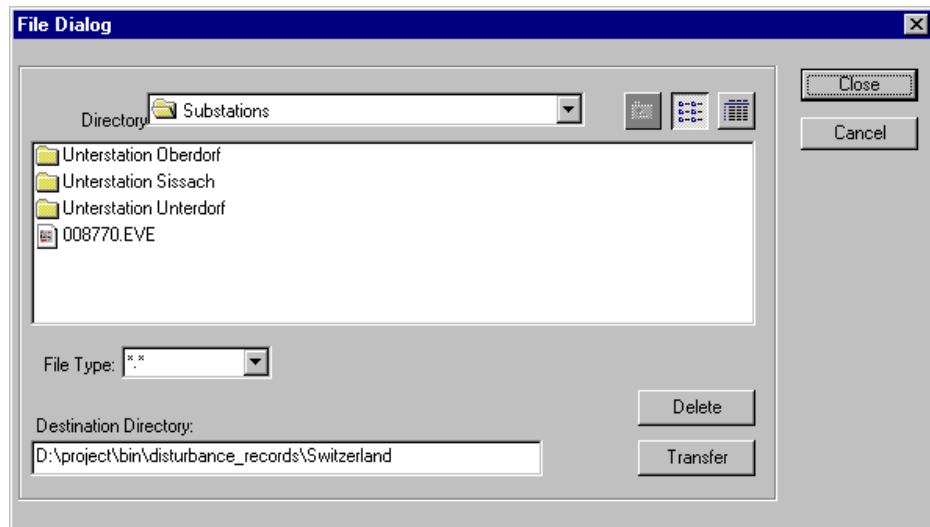 File Dialog
Close
Directory
Substations
Cancel
Unterstation Oberdorf
Unterstation Sissach
Unterstation Unterdorf
008770.EVE
File Type:
*.*
Delete
Destination Directory:
D:\project\bin\disturbance_records\Switzerland
Transfer